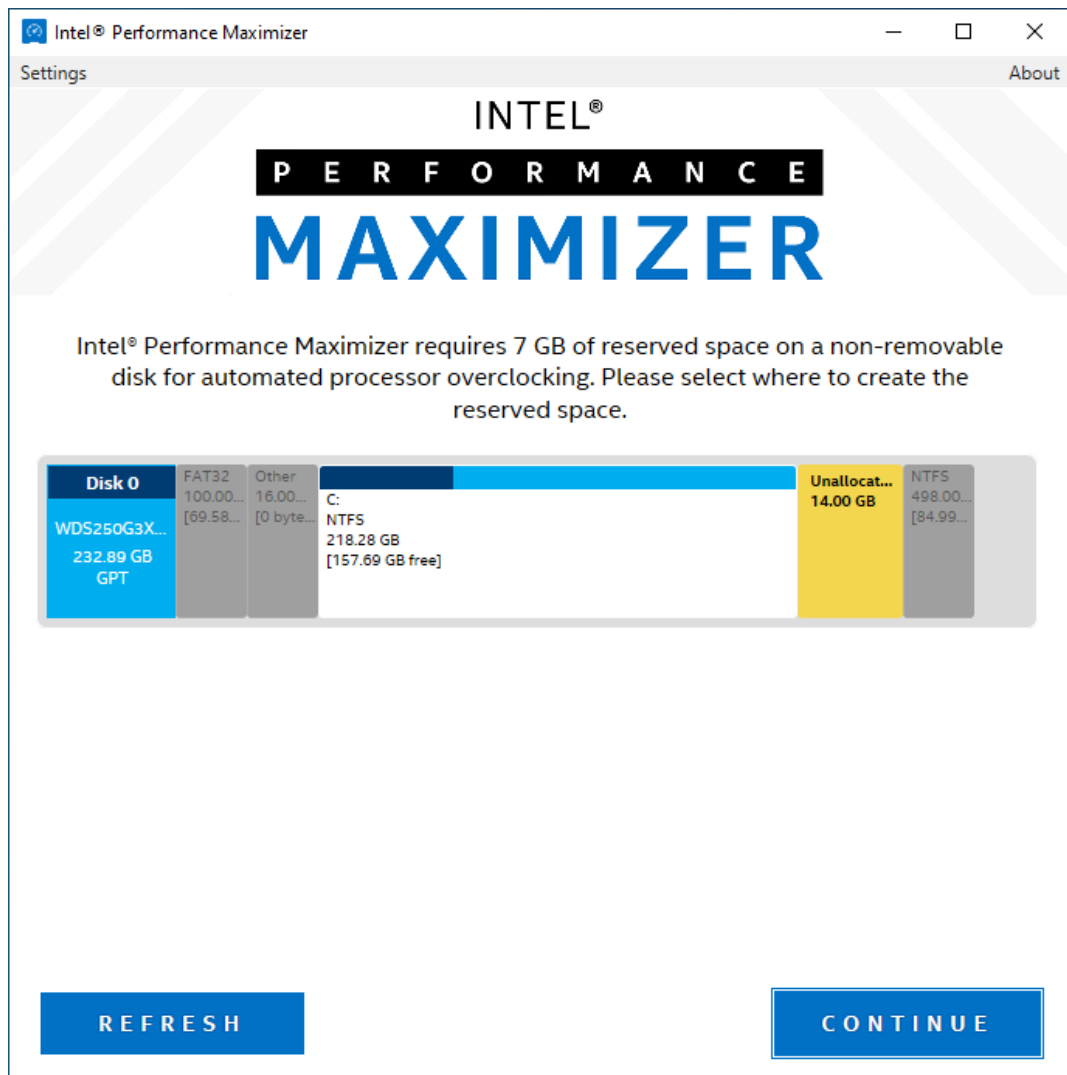 Intel® Performance Maximizer
Settings
About
INTEL®
PERFORMANCE
MAXIMIZER
Intel® Performance Maximizer requires 7 GB of reserved space on a non-removable
disk for automated processor overclocking. Please select where to create the
reserved space.
Disk 0
WDS250G3X...
232.89 GB
GPT
FAT32
100.00...
[69.58...
Other
16.00...
[0 byte...
C:
NTFS
218.28 GB
[157.69 GB free]
Unallocat...
14.00 GB
NTFS
498.00...
[84.99...
REFRESH
CONTINUE